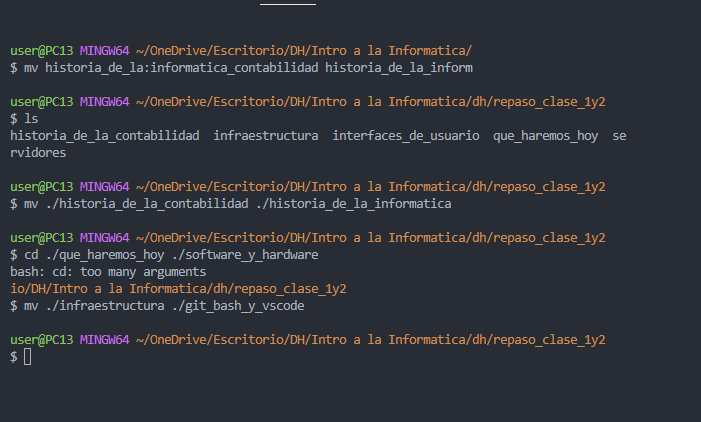 user@PC13 MINGW64 ~/OneDrive/Escritorio/DH/Intro a la Informatica/
$ mv historia_de_la:informatica_contabilidad historia_de_la_inform
user@PC13 MINGW64 ~/OneDrive/Escritorio/DH/Intro a la Informatica/dh/repaso_clase_1y2
$ ls
historia_de_la_contabilidad  infraestructura  interfaces_de_usuario  que_haremos_hoy  se
rvidores
user@PC13 MINGW64 ~/OneDrive/Escritorio/DH/Intro a la Informatica/dh/repaso_clase_1y2
$ mv ./historia_de_la_contabilidad ./historia_de_la_informatica
user@PC13 MINGW64 ~/OneDrive/Escritorio/DH/Intro a la Informatica/dh/repaso_clase_1y2
$ cd ./que_haremos_hoy ./software_y_hardware
bash: cd: too many arguments
io/DH/Intro a la Informatica/dh/repaso_clase_1y2
$ mv ./infraestructura ./git_bash_y_vscode
user@PC13 MINGW64 ~/OneDrive/Escritorio/DH/Intro a la Informatica/dh/repaso_clase_1y2
$